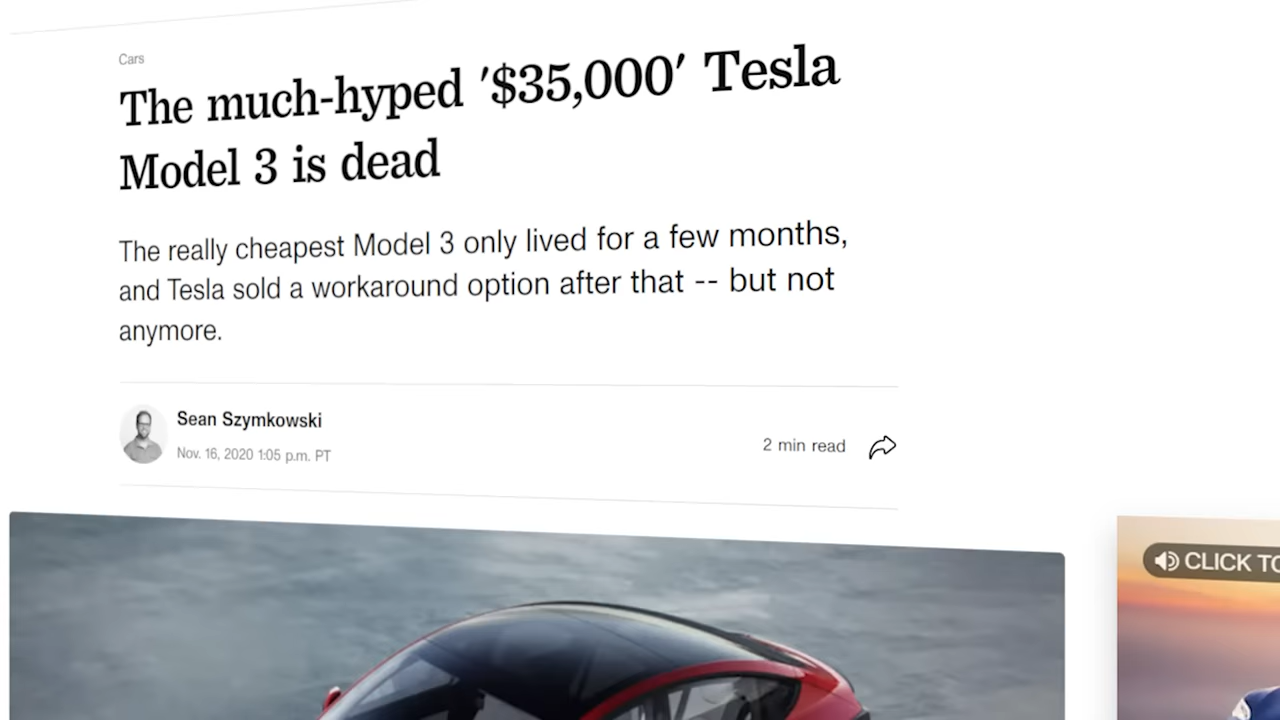 Cars
The much-hyped '$35,000' Tesla
Model 3 is dead
The really cheapest Model 3 only lived for a few months,
and Tesla sold a workaround option after that -- but not
anymore.
Sean Szymkowski
Nov. 16, 2020 1:05 p.m. PT
2 min read
CLICK TO